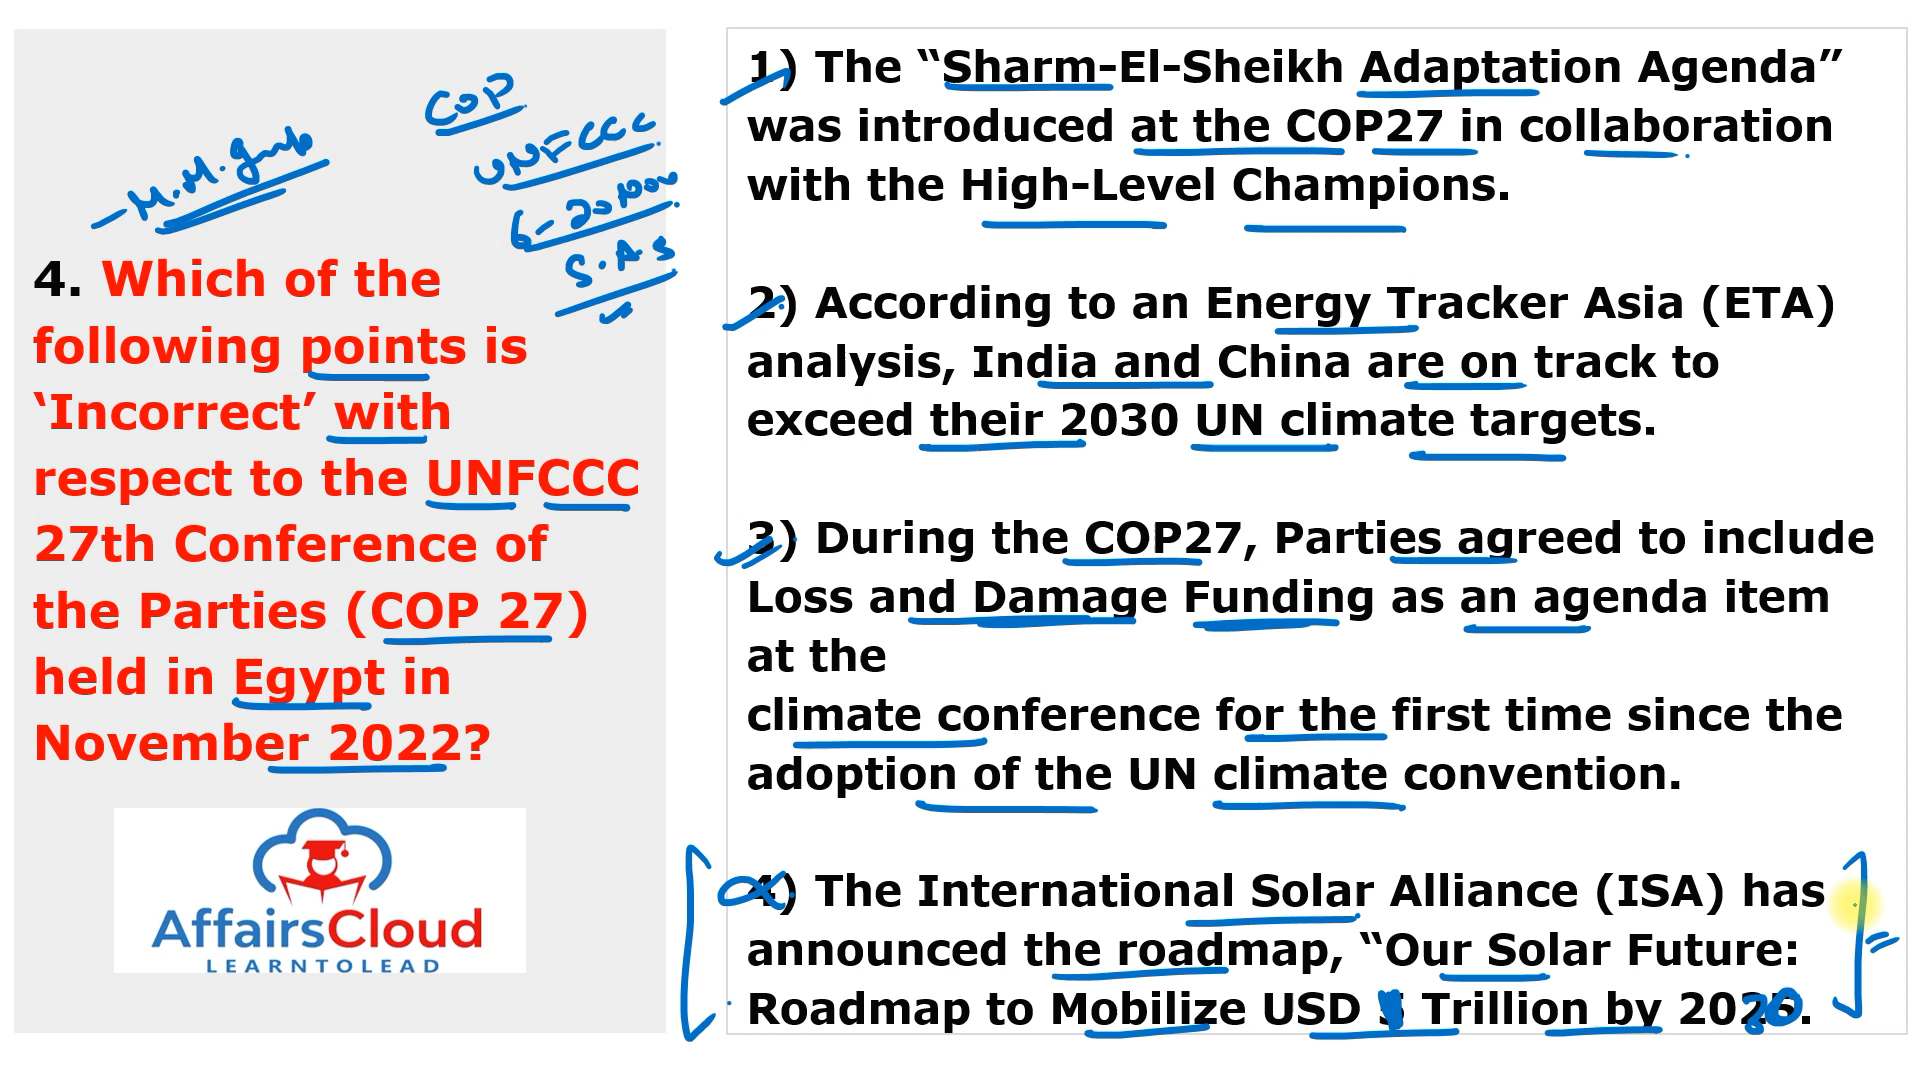 COP
UNFCCC
S.A.S
4. Which of the
following points is
‘Incorrect’ with
respect to the UNFCCC
27th Conference of
the Parties (COP 27)
held in Egypt in
November 2022?
AffairsCloud
LEARNTOLEAD
1) The “Sharm-El-Sheikh Adaptation Agenda”
was introduced at the COP27 in collaboration
with the High-Level Champions.
2) According to an Energy Tracker Asia (ETA)
analysis, India and China are on track to
exceed their 2030 UN climate targets.
3) During the COP27, Parties agreed to include
Loss and Damage Funding as an agenda item
at the
climate conference for the first time since the
adoption of the UN climate convention.
4) The International Solar Alliance (ISA) has
announced the roadmap, “Our Solar Future:
Roadmap to Mobilize USD Trillion by